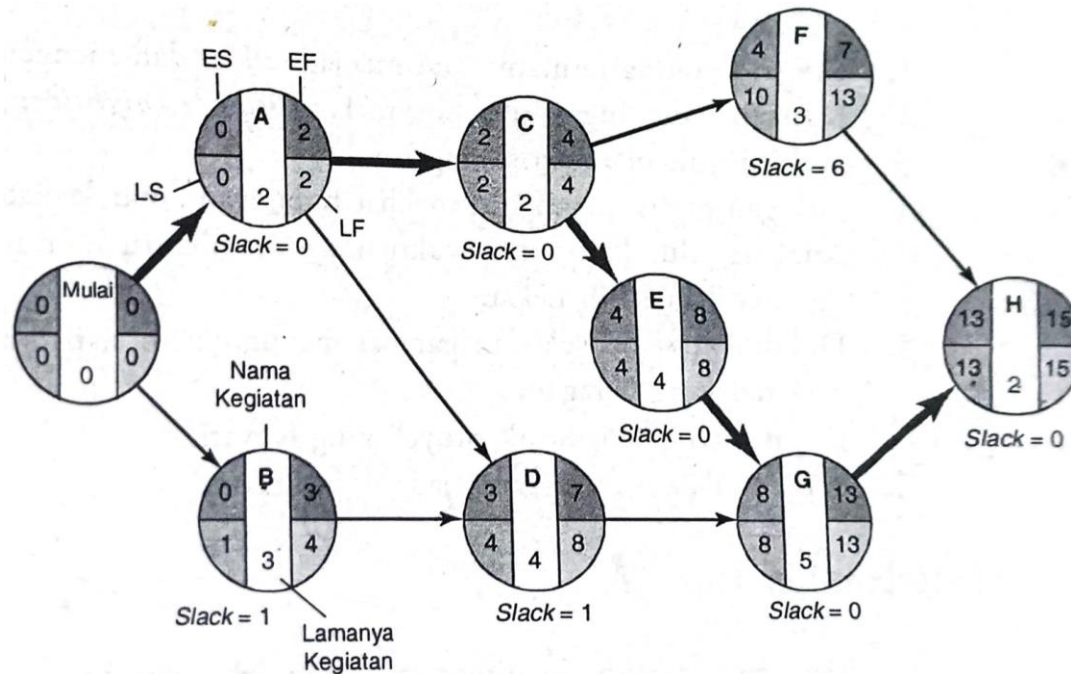 ES
EF
A
0
2
0
2
2
LS
LF
Slack = 0
C
2
4
2
4
2
Slack = 0
F
4
7
10
13
3
Slack = 6
Mulai
0
0
0
0
0
E
4
8
4
8
4
Slack = 0
H
13
15
13
15
2
Slack = 0
Nama
Kegiatan
B
0
3
1
4
3
Slack = 1
Lamanya
Kegiatan
D
3
7
4
8
4
Slack = 1
G
8
13
8
13
5
Slack = 0